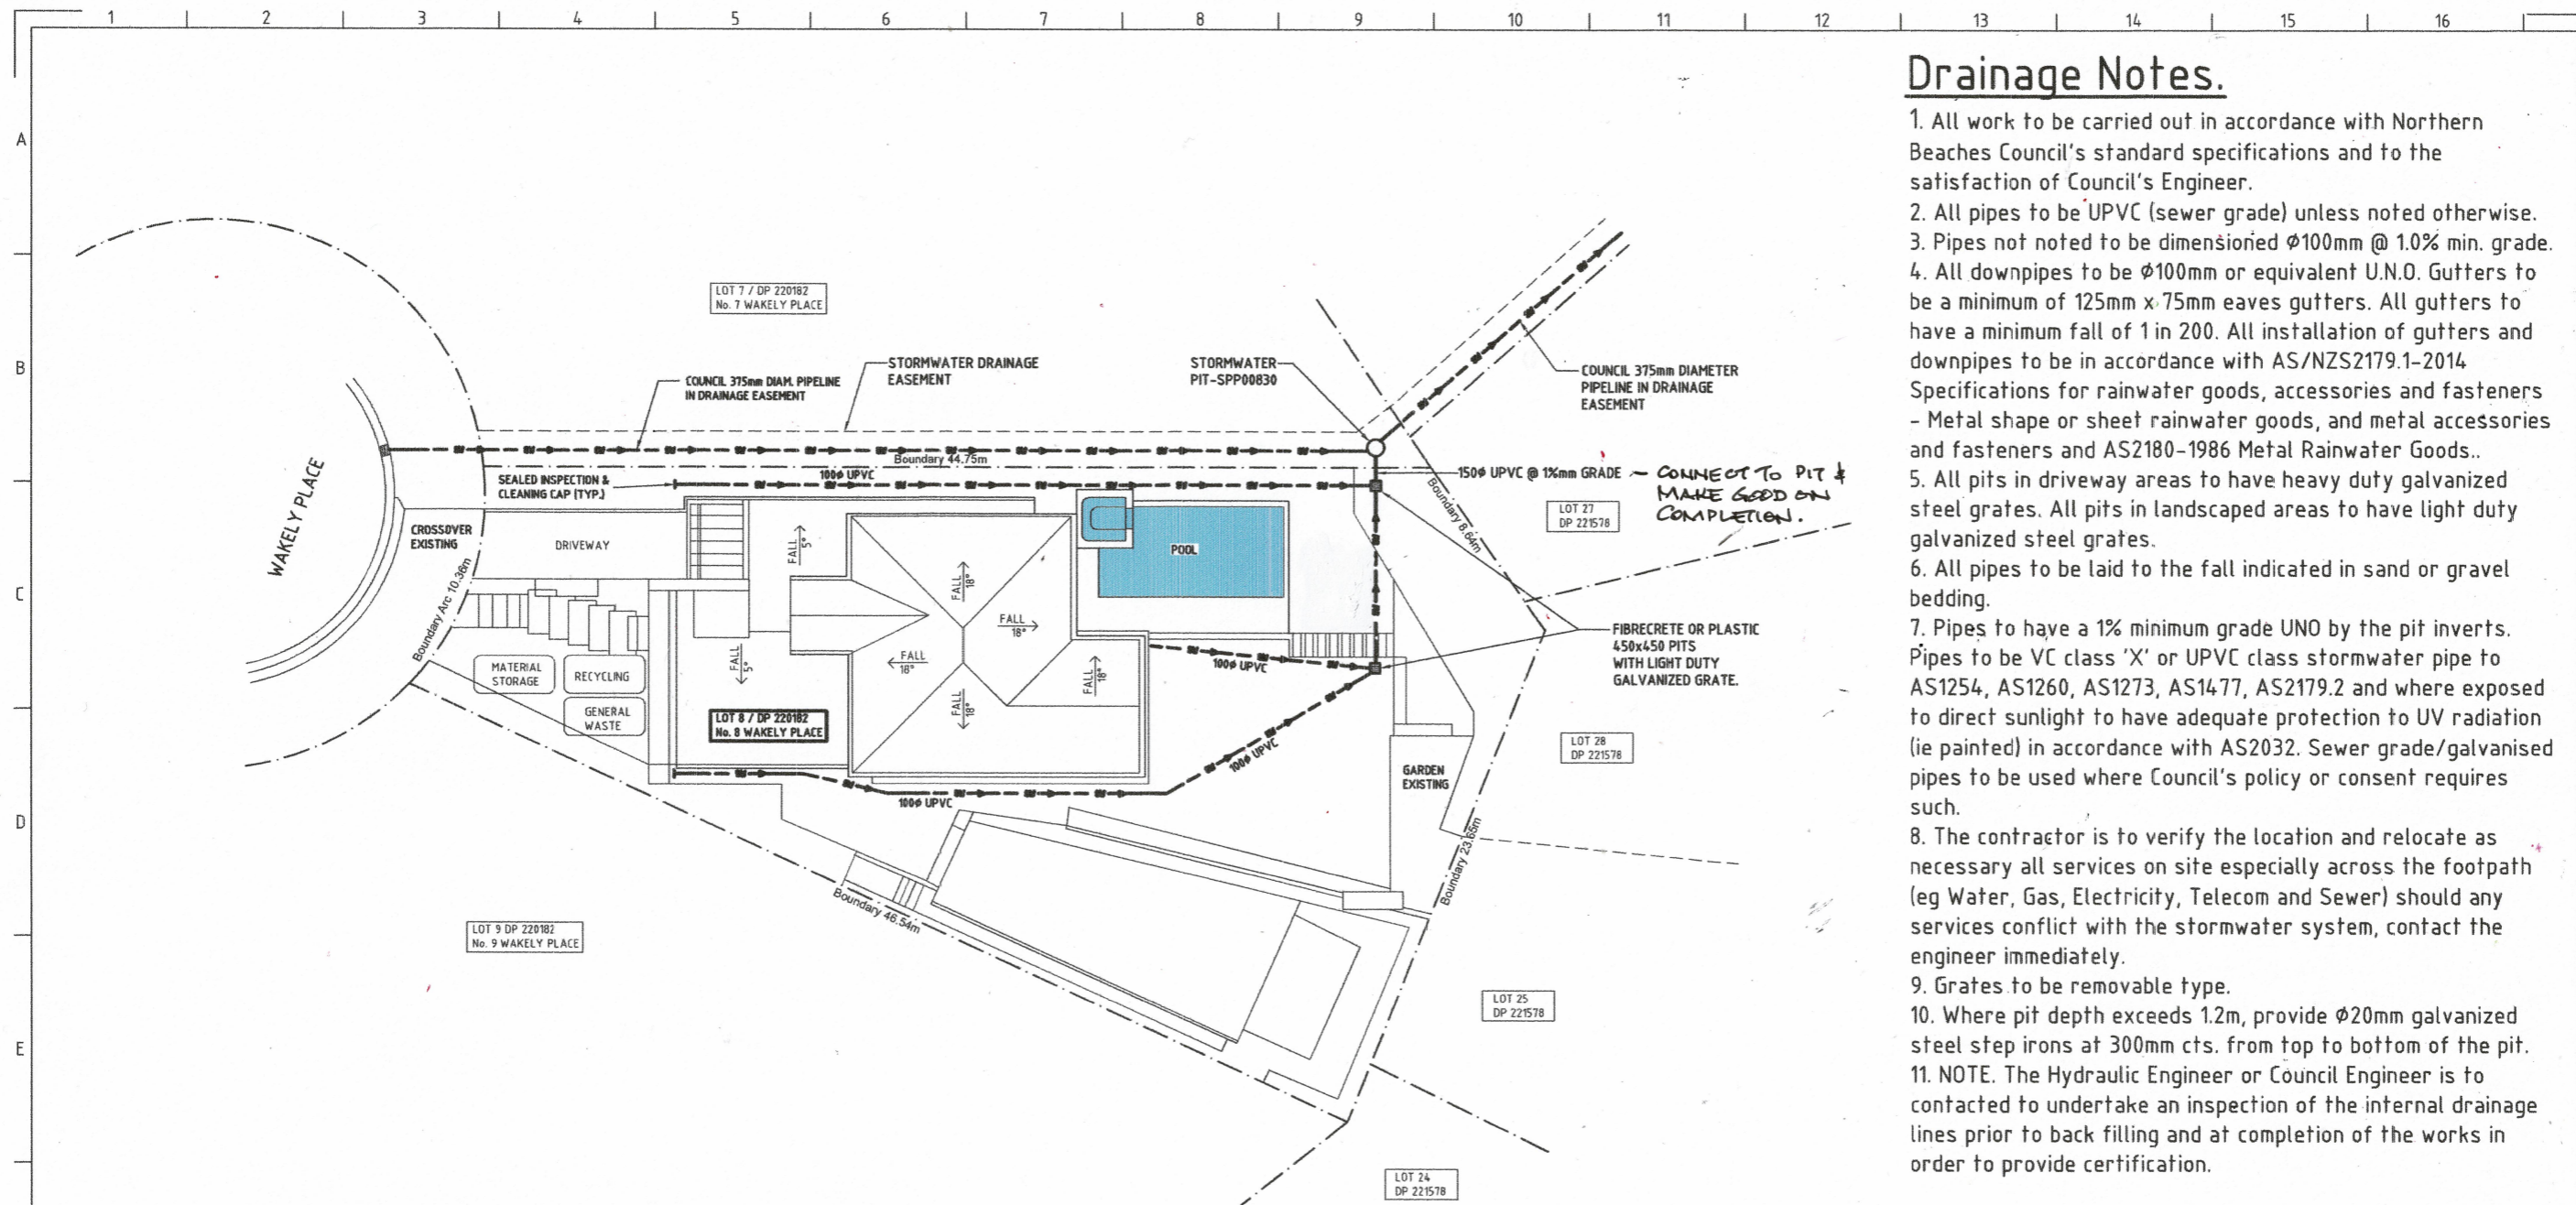 1 2 3 4 5 6 7 8 9 10 11 12 13 14 15 16
A
B
C
D
E
LOT 7 / DP 220182
No. 7 WAKELY PLACE
STORMWATER DRAINAGE
EASEMENT
COUNCIL 375mm DIAM. PIPELINE
IN DRAINAGE EASEMENT
STORMWATER
PIT-SPP00830
COUNCIL 375mm DIAMETER
PIPELINE IN DRAINAGE
EASEMENT
WAKELY PLACE
Boundary 44.75m
SEALED INSPECTION &
CLEANING CAP (TYP.)
100ϕ UPVC
150ϕ UPVC @ 1%mm GRADE - CONNECT TO PIT &
MAKE GOOD ON
COMPLETION.
Boundary 8.64m
LOT 27
DP 221578
CROSSOVER
EXISTING
DRIVEWAY
Boundary Arc 10.36m
FALL
5°
POOL
FALL
18°
FALL
18°
FALL
18°
FALL
18°
FALL
18°
FALL
5°
MATERIAL
STORAGE
RECYCLING
GENERAL
WASTE
LOT 8 / DP 220182
No. 8 WAKELY PLACE
100ϕ UPVC
FIBRECRETE OR PLASTIC
450x450 PITS
WITH LIGHT DUTY
GALVANIZED GRATE.
100ϕ UPVC
100ϕ UPVC
LOT 28
DP 221578
GARDEN
EXISTING
Boundary 23.65m
Boundary 46.54m
LOT 9 DP 220182
No. 9 WAKELY PLACE
LOT 25
DP 221578
LOT 24
DP 221578
Drainage Notes.
1. All work to be carried out in accordance with Northern
Beaches Council's standard specifications and to the
satisfaction of Council's Engineer.
2. All pipes to be UPVC (sewer grade) unless noted otherwise.
3. Pipes not noted to be dimensioned ϕ100mm @ 1.0% min. grade.
4. All downpipes to be ϕ100mm or equivalent U.N.O. Gutters to
be a minimum of 125mm x 75mm eaves gutters. All gutters to
have a minimum fall of 1 in 200. All installation of gutters and
downpipes to be in accordance with AS/NZS2179.1-2014
Specifications for rainwater goods, accessories and fasteners
- Metal shape or sheet rainwater goods, and metal accessories
and fasteners and AS2180-1986 Metal Rainwater Goods..
5. All pits in driveway areas to have heavy duty galvanized
steel grates. All pits in landscaped areas to have light duty
galvanized steel grates.
6. All pipes to be laid to the fall indicated in sand or gravel
bedding.
7. Pipes to have a 1% minimum grade UNO by the pit inverts.
Pipes to be VC class 'X' or UPVC class stormwater pipe to
AS1254, AS1260, AS1273, AS1477, AS2179.2 and where exposed
to direct sunlight to have adequate protection to UV radiation
(ie painted) in accordance with AS2032. Sewer grade/galvanised
pipes to be used where Council's policy or consent requires
such.
8. The contractor is to verify the location and relocate as
necessary all services on site especially across the footpath
(eg Water, Gas, Electricity, Telecom and Sewer) should any
services conflict with the stormwater system, contact the
engineer immediately.
9. Grates to be removable type.
10. Where pit depth exceeds 1.2m, provide ϕ20mm galvanized
steel step irons at 300mm cts. from top to bottom of the pit.
11. NOTE. The Hydraulic Engineer or Council Engineer is to
contacted to undertake an inspection of the internal drainage
lines prior to back filling and at completion of the works in
order to provide certification.